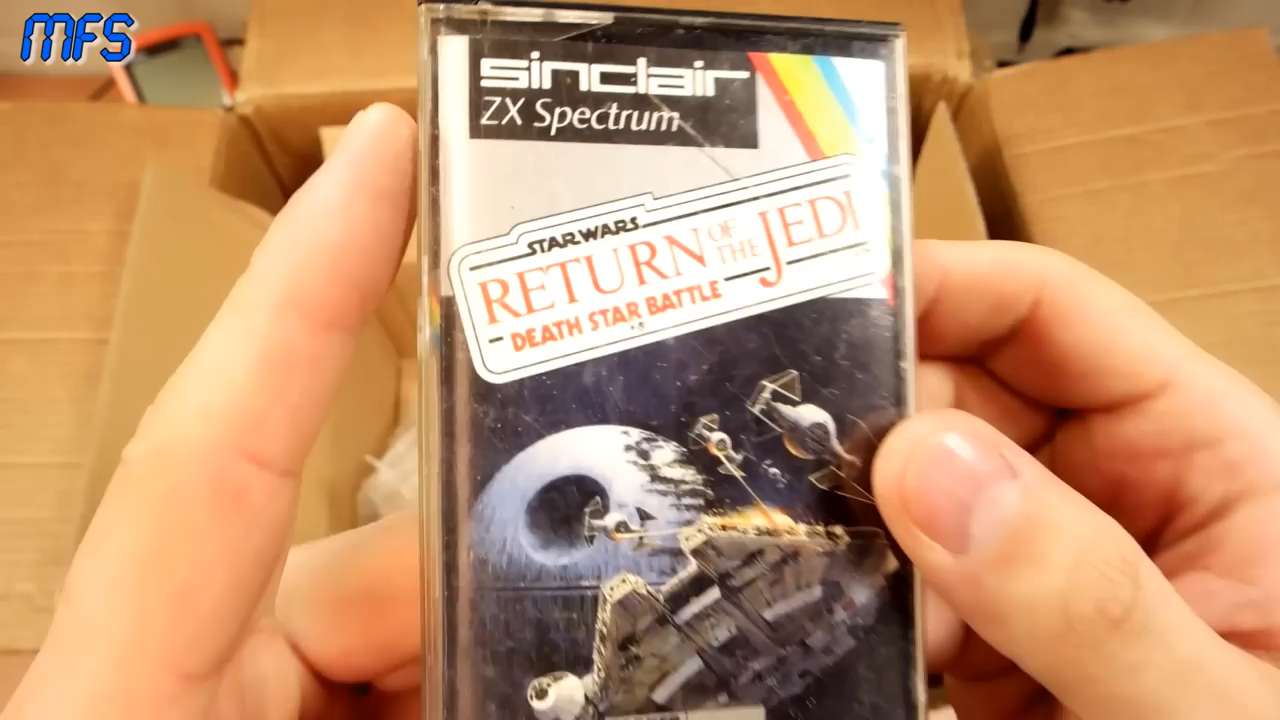 MFS
sinclair
ZX Spectrum
STAR WARS
RETURN OF THE JEDI
DEATH STAR BATTLE